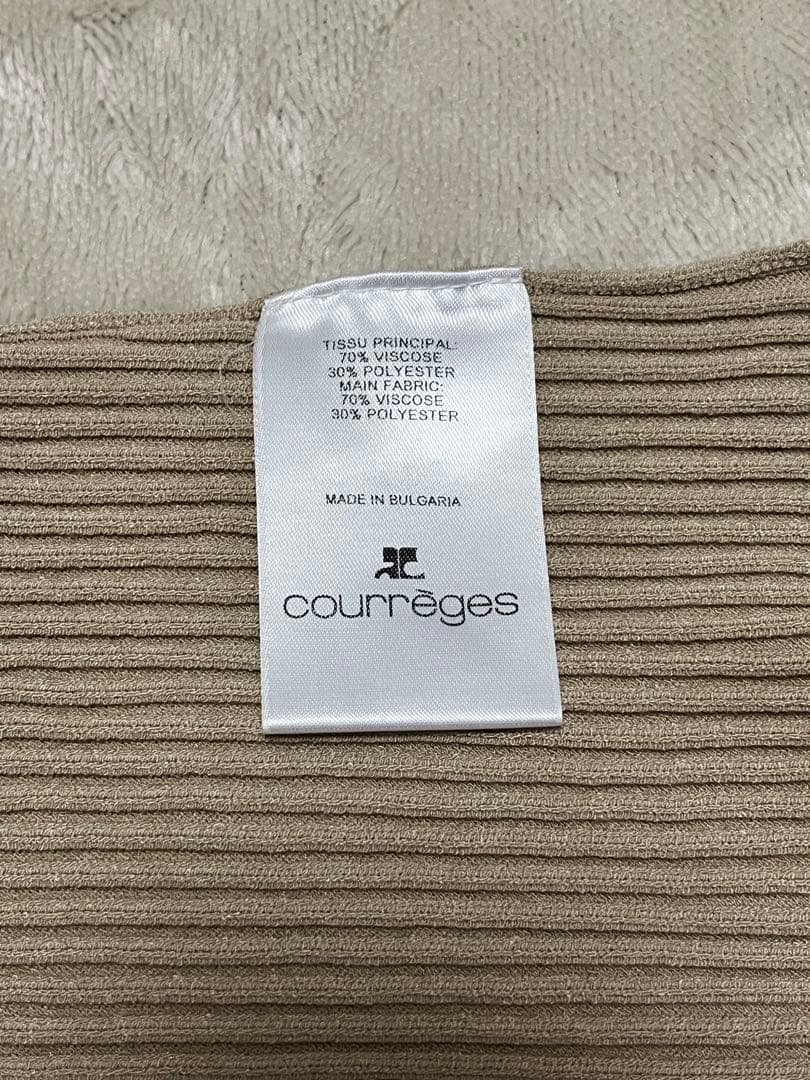 TISSU PRINCIPAL:
70% VISCOSE
30% POLYESTER
MAIN FABRIC:
70% VISCOSE
30% POLYESTER
MADE IN BULGARIA
courrèges